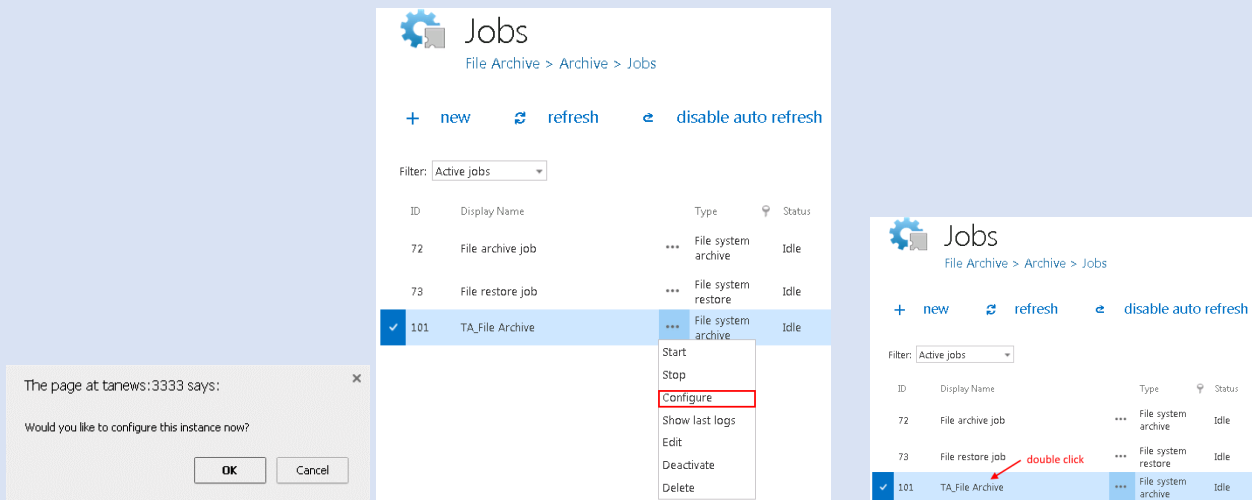 The page at tanews:3333 says:
Would you like to configure this instance now?
OK Cancel
Jobs
File Archive > Archive > Jobs
new refresh disable auto refresh
Filter: Active jobs
ID Display Name Type Status
72 File archive job ••• File system archive Idle
73 File restore job ••• File system restore Idle
101 TA_File Archive ••• File system archive Idle
Start
Stop
Configure
Show last logs
Edit
Deactivate
Delete
Jobs
File Archive > Archive > Jobs
new refresh disable auto refresh
Filter: Active jobs
ID Display Name Type Status
72 File archive job ••• File system archive Idle
73 File restore job ••• File system restore Idle
double click
101 TA_File Archive ••• File system archive Idle